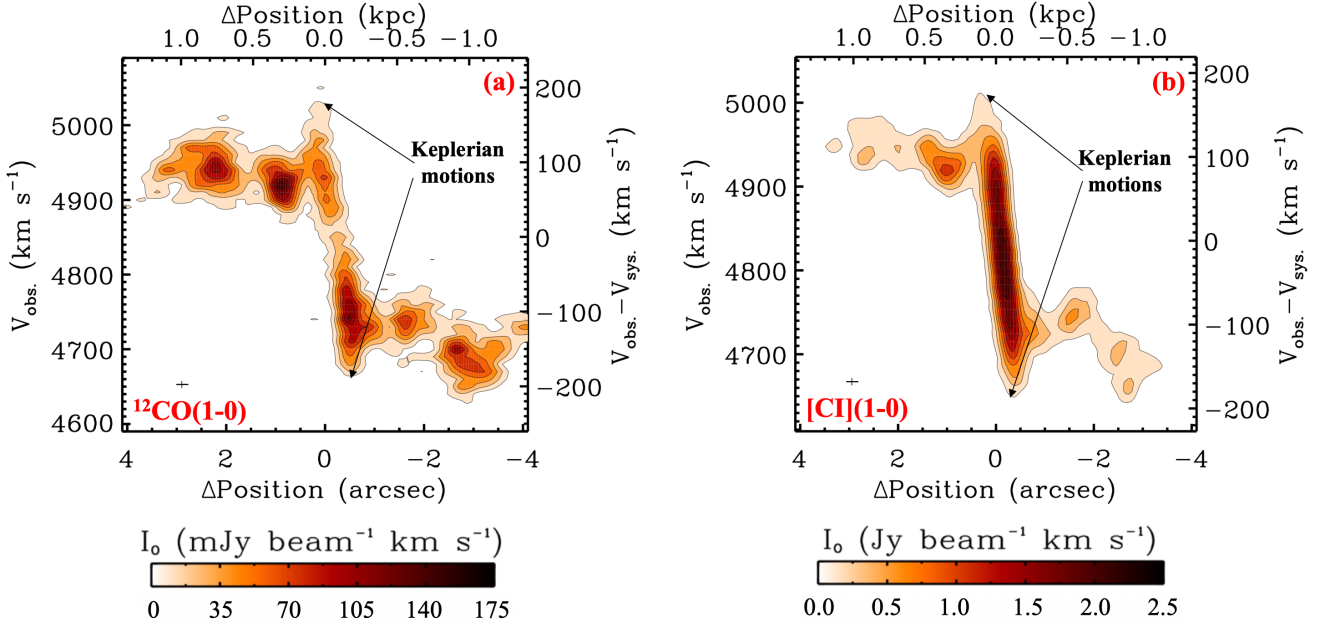 ΔPosition (kpc)
1.0 0.5 0.0 −0.5 −1.0
(a)
5000
4900
4800
4700
4600
V_obs. (km s⁻¹)
200
100
0
−100
−200
V_obs.−V_sys. (km s⁻¹)
Keplerian
motions
¹²CO(1-0)
4 2 0 −2 −4
ΔPosition (arcsec)
I₀ (mJy beam⁻¹ km s⁻¹)
0 35 70 105 140 175
ΔPosition (kpc)
1.0 0.5 0.0 −0.5 −1.0
(b)
5000
4900
4800
4700
V_obs. (km s⁻¹)
200
100
0
−100
−200
V_obs.−V_sys. (km s⁻¹)
Keplerian
motions
[CI](1-0)
4 2 0 −2 −4
ΔPosition (arcsec)
I₀ (Jy beam⁻¹ km s⁻¹)
0.0 0.5 1.0 1.5 2.0 2.5